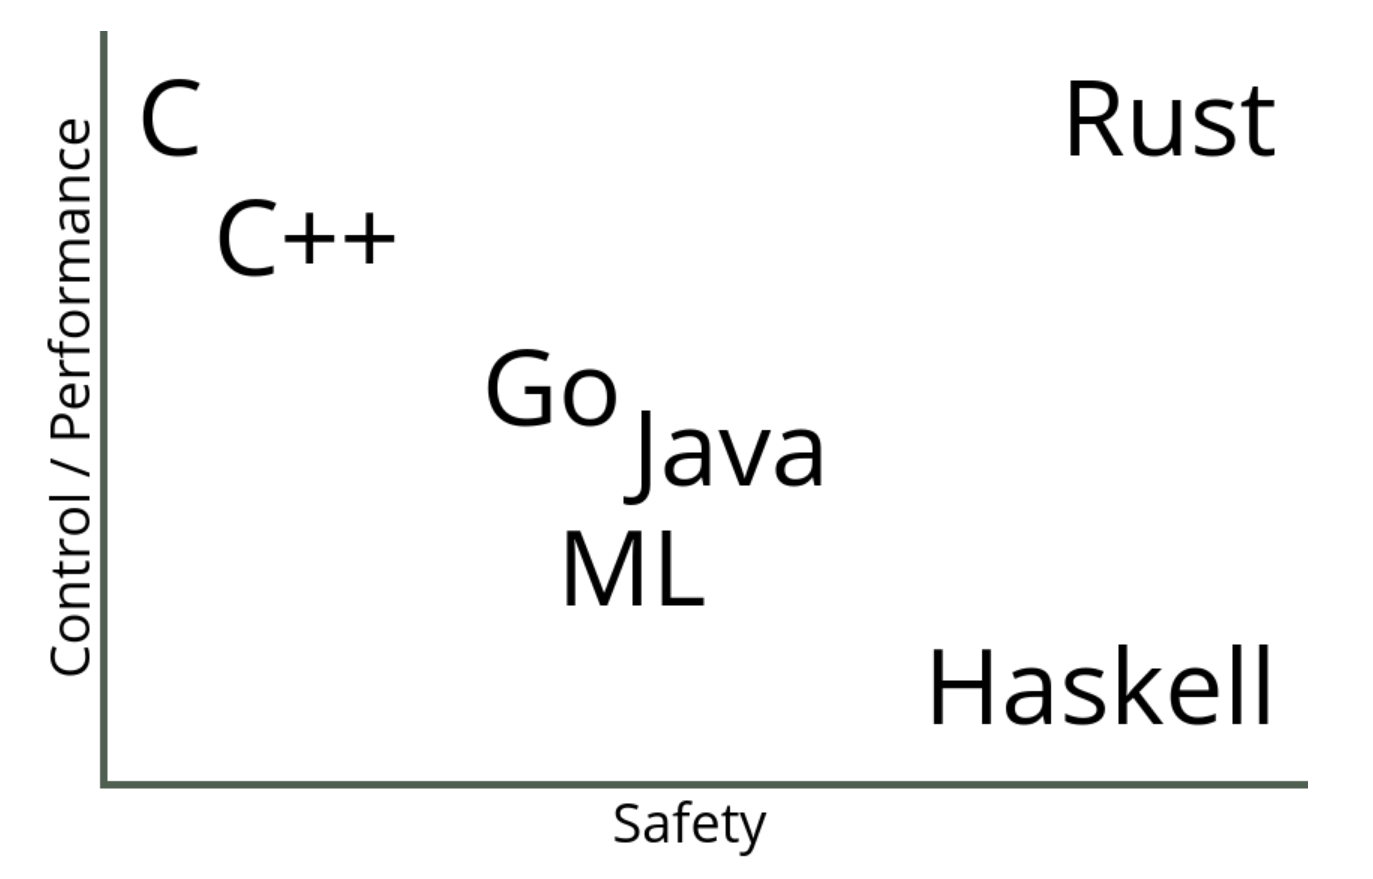 Control / Performance
C
Rust
C++
Go
Java
ML
Haskell
Safety